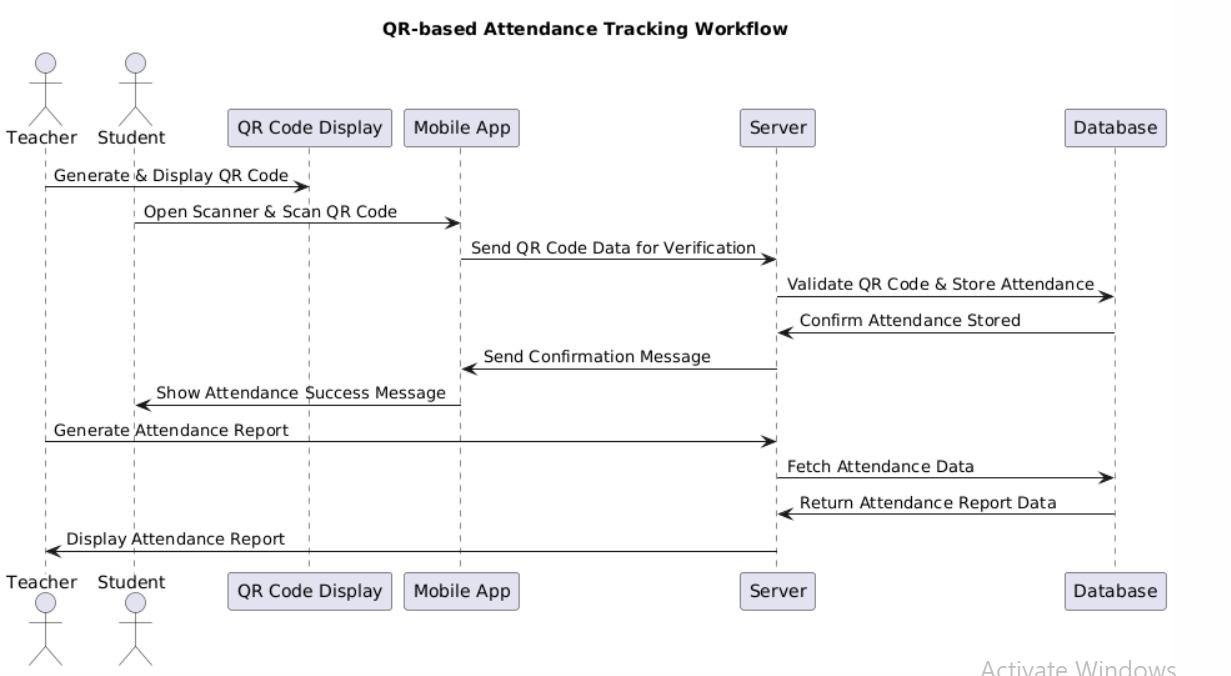 QR-based Attendance Tracking Workflow
Teacher
Student
QR Code Display
Mobile App
Server
Database
Generate & Display QR Code
Open Scanner & Scan QR Code
Send QR Code Data for Verification
Validate QR Code & Store Attendance
Confirm Attendance Stored
Send Confirmation Message
Show Attendance Success Message
Generate Attendance Report
Fetch Attendance Data
Return Attendance Report Data
Display Attendance Report
Teacher
Student
QR Code Display
Mobile App
Server
Database
Activate Windows